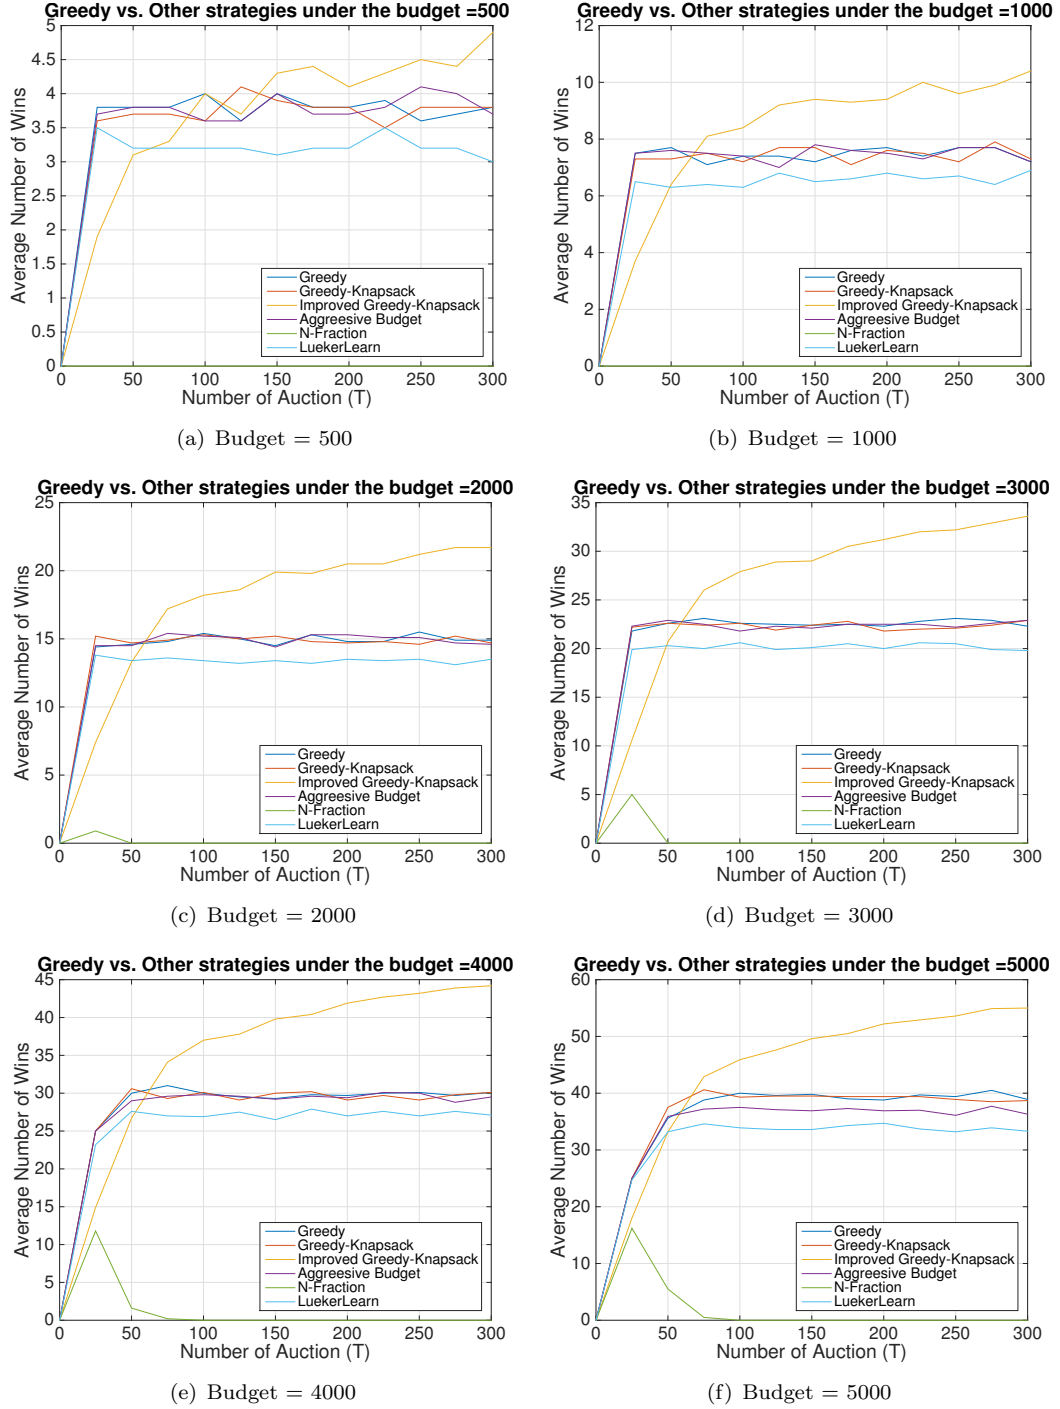 Greedy vs. Other strategies under the budget =500
5
4.5
4
3.5
3
2.5
2
1.5
1
0.5
0
Average Number of Wins
Greedy
Greedy-Knapsack
Improved Greedy-Knapsack
Aggreesive Budget
N-Fraction
LuekerLearn
0 50 100 150 200 250 300
Number of Auction (T)
(a) Budget = 500
Greedy vs. Other strategies under the budget =1000
12
10
8
6
4
2
0
Average Number of Wins
Greedy
Greedy-Knapsack
Improved Greedy-Knapsack
Aggreesive Budget
N-Fraction
LuekerLearn
0 50 100 150 200 250 300
Number of Auction (T)
(b) Budget = 1000
Greedy vs. Other strategies under the budget =2000
25
20
15
10
5
0
Average Number of Wins
Greedy
Greedy-Knapsack
Improved Greedy-Knapsack
Aggreesive Budget
N-Fraction
LuekerLearn
0 50 100 150 200 250 300
Number of Auction (T)
(c) Budget = 2000
Greedy vs. Other strategies under the budget =3000
35
30
25
20
15
10
5
0
Average Number of Wins
Greedy
Greedy-Knapsack
Improved Greedy-Knapsack
Aggreesive Budget
N-Fraction
LuekerLearn
0 50 100 150 200 250 300
Number of Auction (T)
(d) Budget = 3000
Greedy vs. Other strategies under the budget =4000
45
40
35
30
25
20
15
10
5
0
Average Number of Wins
Greedy
Greedy-Knapsack
Improved Greedy-Knapsack
Aggreesive Budget
N-Fraction
LuekerLearn
0 50 100 150 200 250 300
Number of Auction (T)
(e) Budget = 4000
Greedy vs. Other strategies under the budget =5000
60
50
40
30
20
10
0
Average Number of Wins
Greedy
Greedy-Knapsack
Improved Greedy-Knapsack
Aggreesive Budget
N-Fraction
LuekerLearn
0 50 100 150 200 250 300
Number of Auction (T)
(f) Budget = 5000